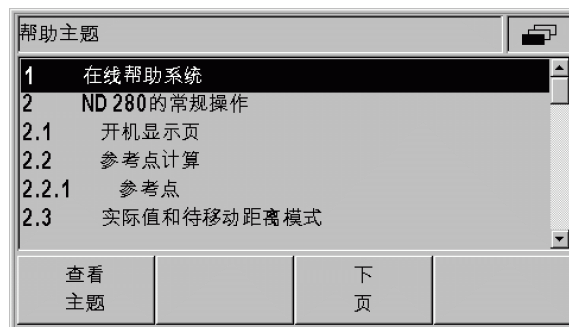 帮助主题
1 在线帮助系统
2 ND 280的常规操作
2.1 开机显示页
2.2 参考点计算
2.2.1 参考点
2.3 实际值和待移动距离模式
查看
主题
下
页